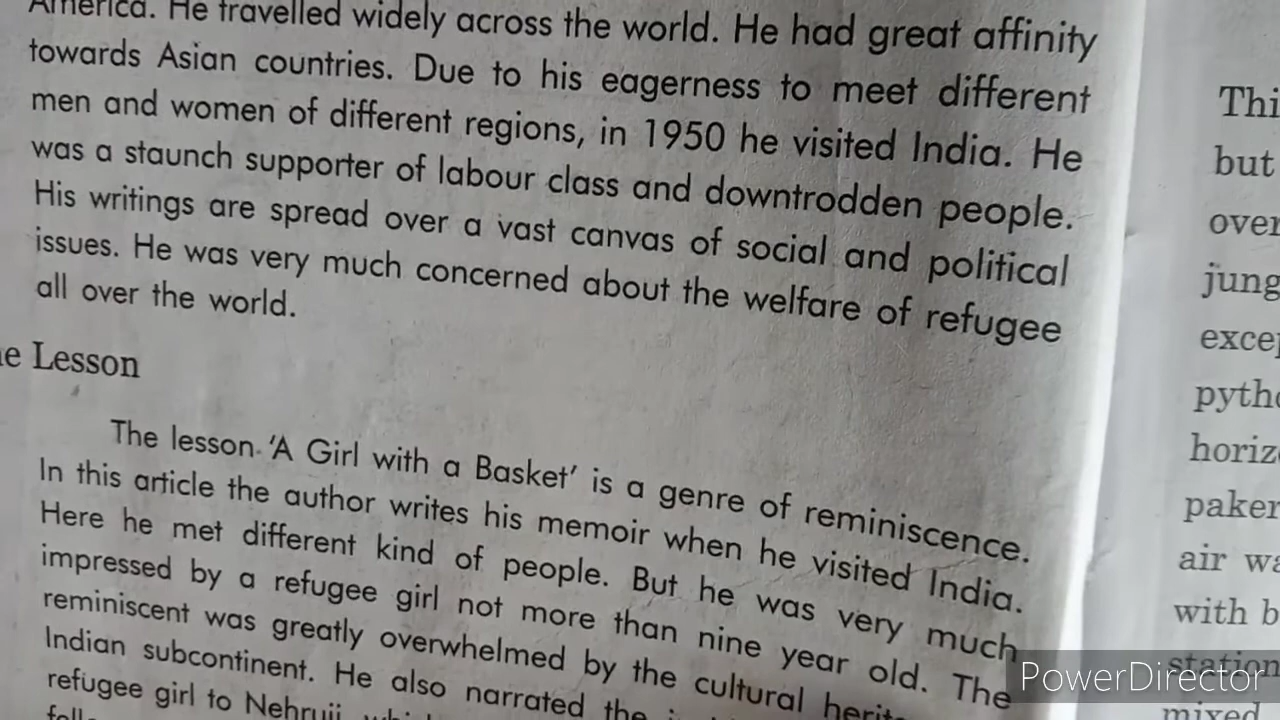 America. He travelled widely across the world. He had great affinity
towards Asian countries. Due to his eagerness to meet different
men and women of different regions, in 1950 he visited India. He
was a staunch supporter of labour class and downtrodden people.
His writings are spread over a vast canvas of social and political
issues. He was very much concerned about the welfare of refugee
all over the world.
Lesson
The lesson 'A Girl with a Basket' is a genre of reminiscence.
In this article the author writes his memoir when he visited India.
Here he met different kind of people. But he was very much
impressed by a refugee girl not more than nine year old. The
reminiscent was greatly overwhelmed by the cultural
Indian subcontinent. He also narrated the
refugee girl to Nehruji,
but
over
air
with
station
mixed
PowerDirector